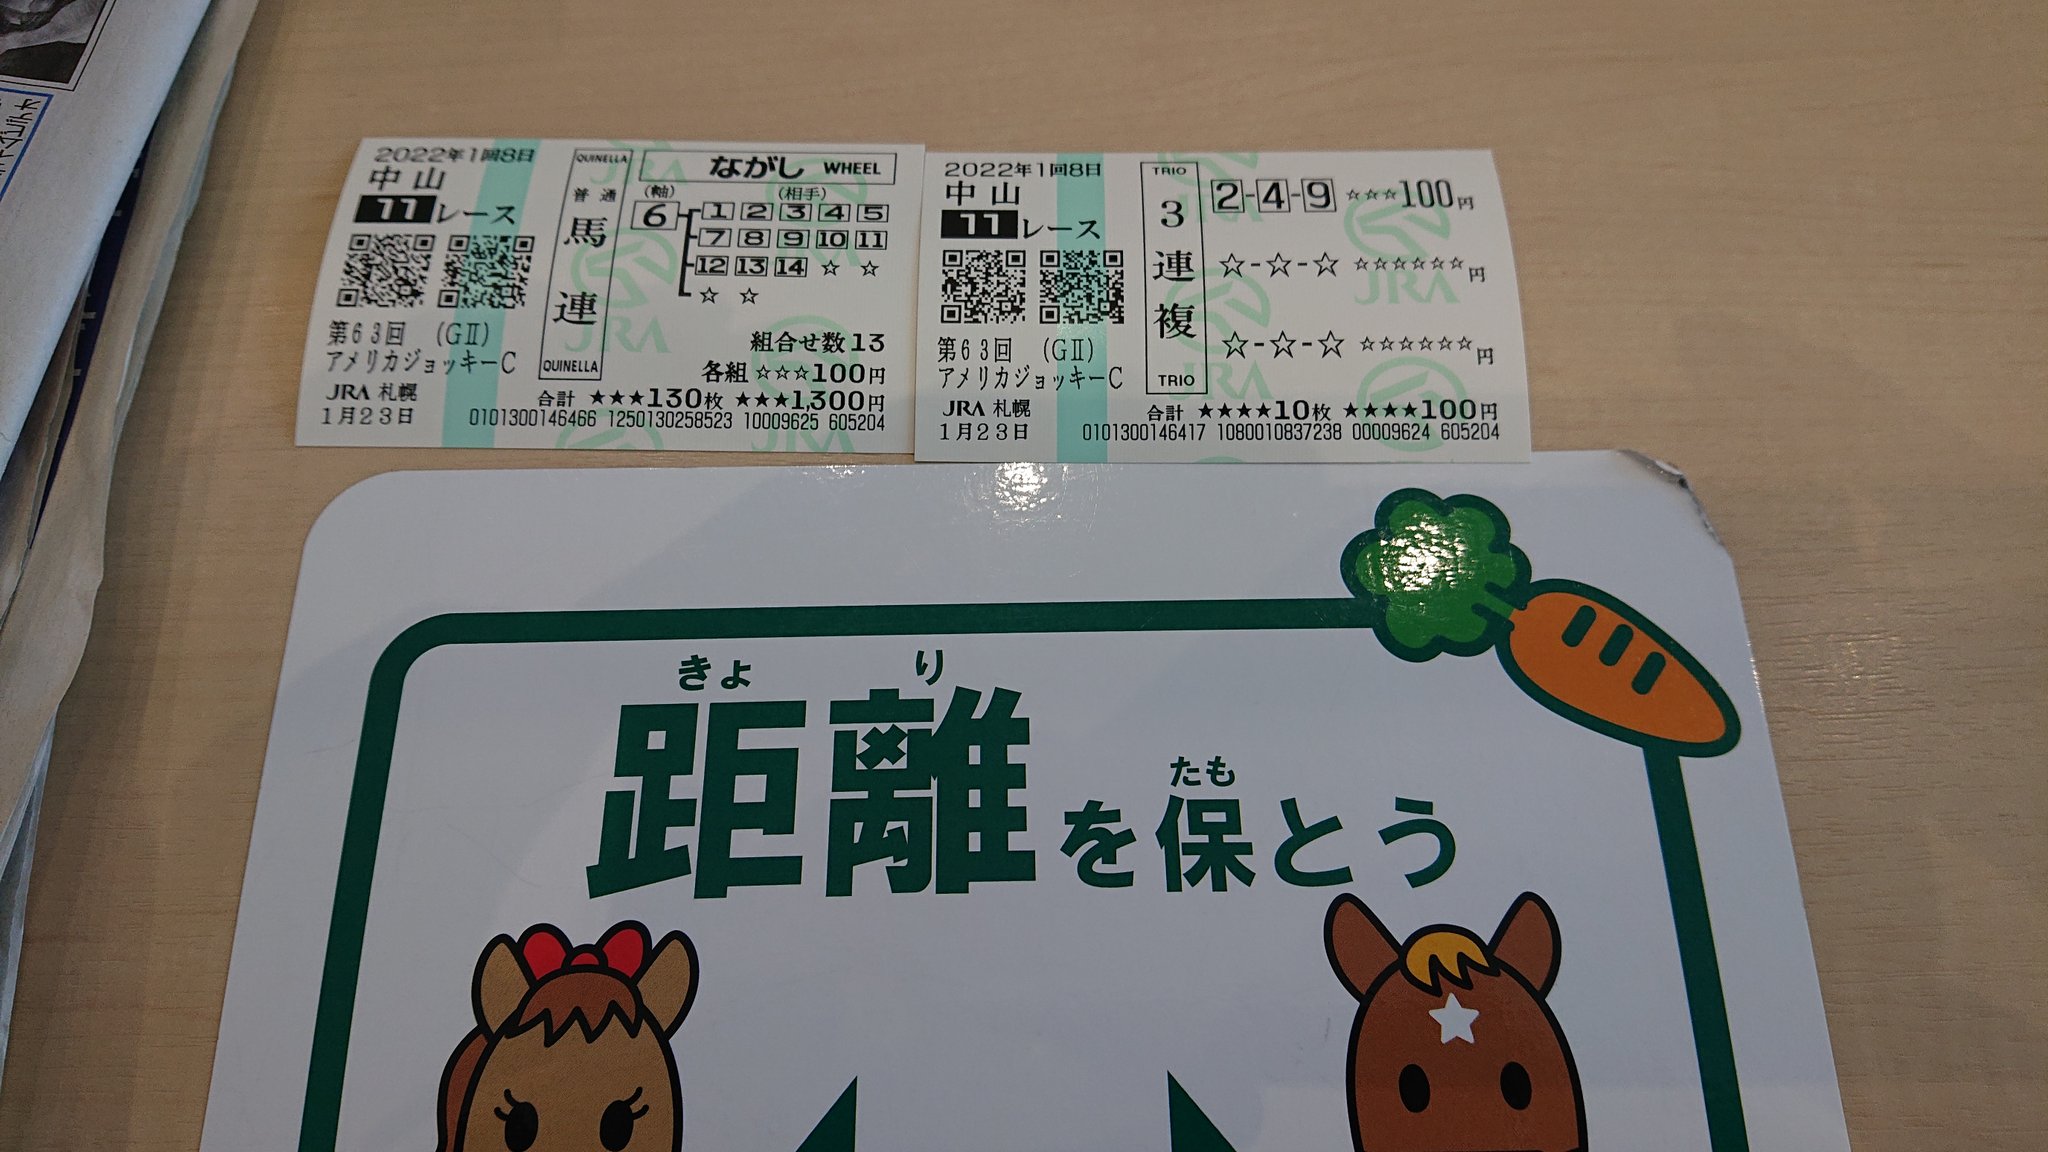 2022年1回8日
中山
11レース
第63回 (GⅡ)
アメリカジョッキーC
JRA 札幌
1月23日
QUINELLA
普通
馬連
QUINELLA
ながし WHEEL
(軸) (相手)
6 1 2 3 4 5
7 8 9 10 11
12 13 14 ☆ ☆
☆ ☆
組合せ数13
各組 ☆☆☆100円
合計 ★★★130枚 ★★★1,300円
0101300146466 1250130258523 10009625 605204
2022年1回8日
中山
11レース
第63回 (GⅡ)
アメリカジョッキーC
JRA 札幌
1月23日
TRIO
3連複
TRIO
2-4-9 ☆☆☆100円
☆-☆-☆ ☆☆☆☆☆☆円
☆-☆-☆ ☆☆☆☆☆☆円
合計 ★★★★10枚 ★★★★100円
0101300146417 1080010837238 00009624 605204
きょ り
距離を保とう
たも